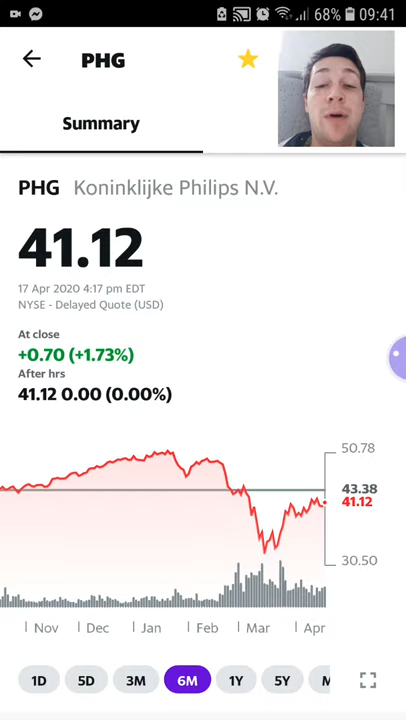 68% 09:41
PHG
Summary
PHG Koninklijke Philips N.V.
41.12
17 Apr 2020 4:17 pm EDT
NYSE - Delayed Quote (USD)
At close
+0.70 (+1.73%)
After hrs
41.12 0.00 (0.00%)
50.78
43.38
41.12
30.50
Nov Dec Jan Feb Mar Apr
1D 5D 3M 6M 1Y 5Y M